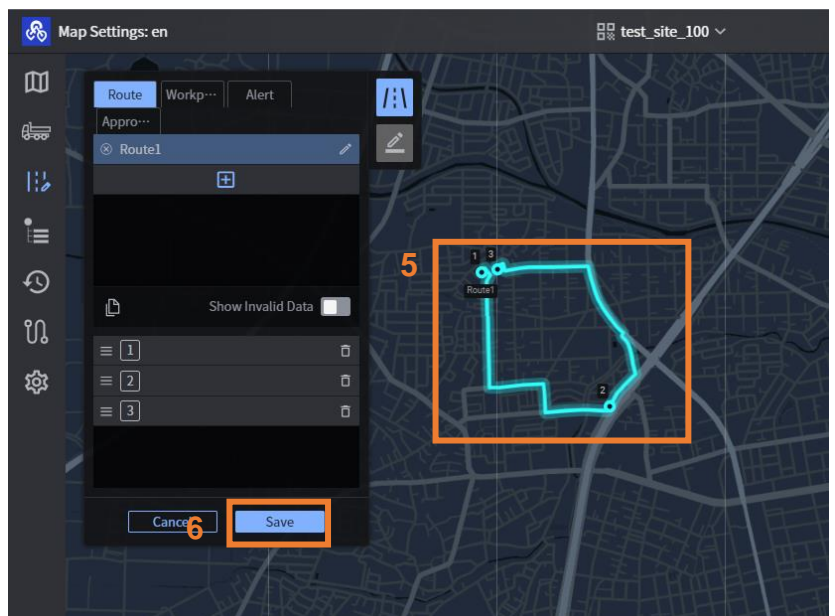 Map Settings: en
test_site_100
Route
Workp⋯
Alert
Appro⋯
Route1
Show Invalid Data
1
2
3
Cancel
6
Save
5
1
3
Route1
2